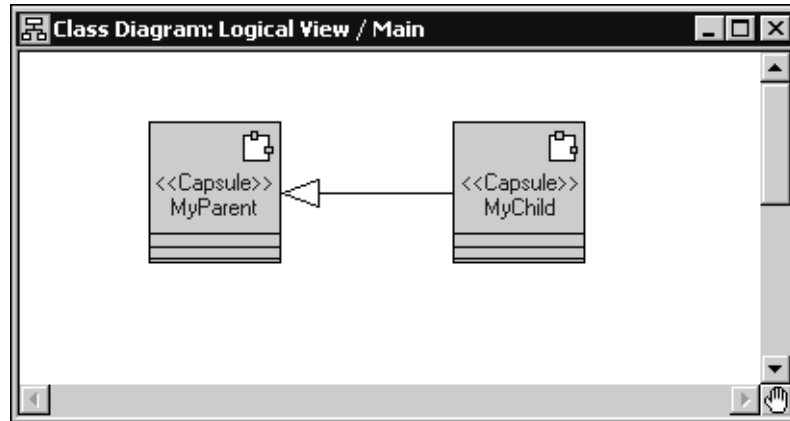 Class Diagram: Logical View / Main
<<Capsule>>
MyParent
<<Capsule>>
MyChild